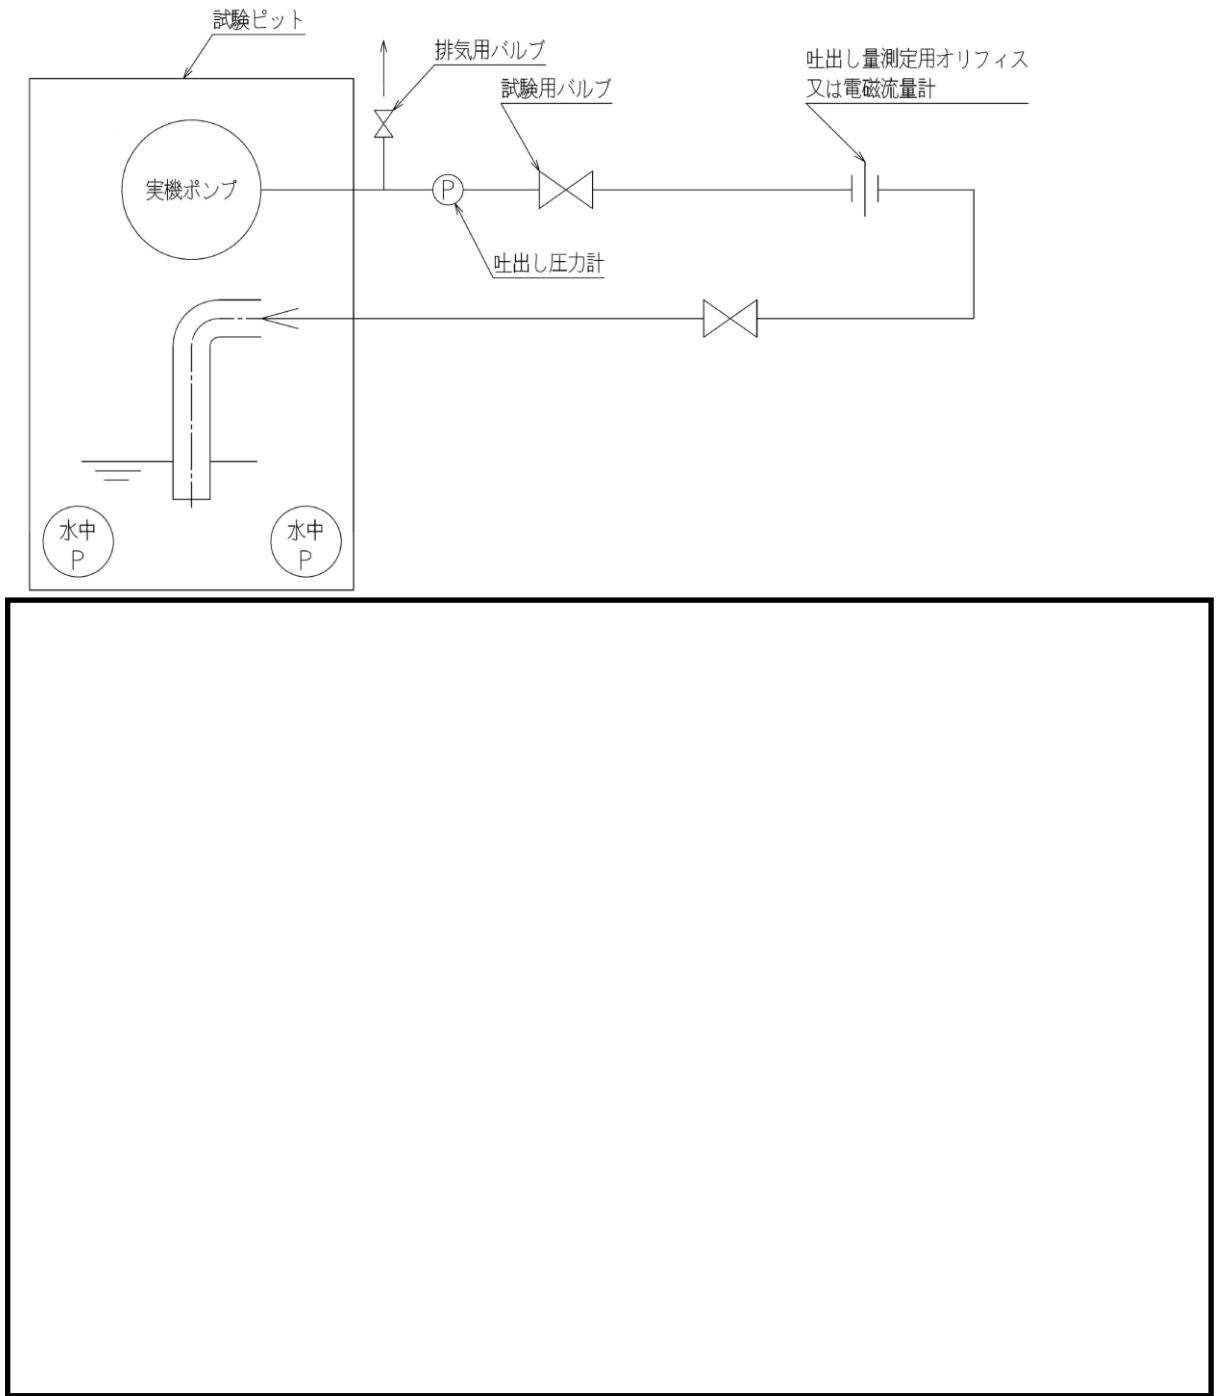 試験ピット
排気用バルブ
試験用バルブ
吐出し量測定用オリフィス
又は電磁流量計
実機ポンプ
P
吐出し圧力計
水中
P
水中
P